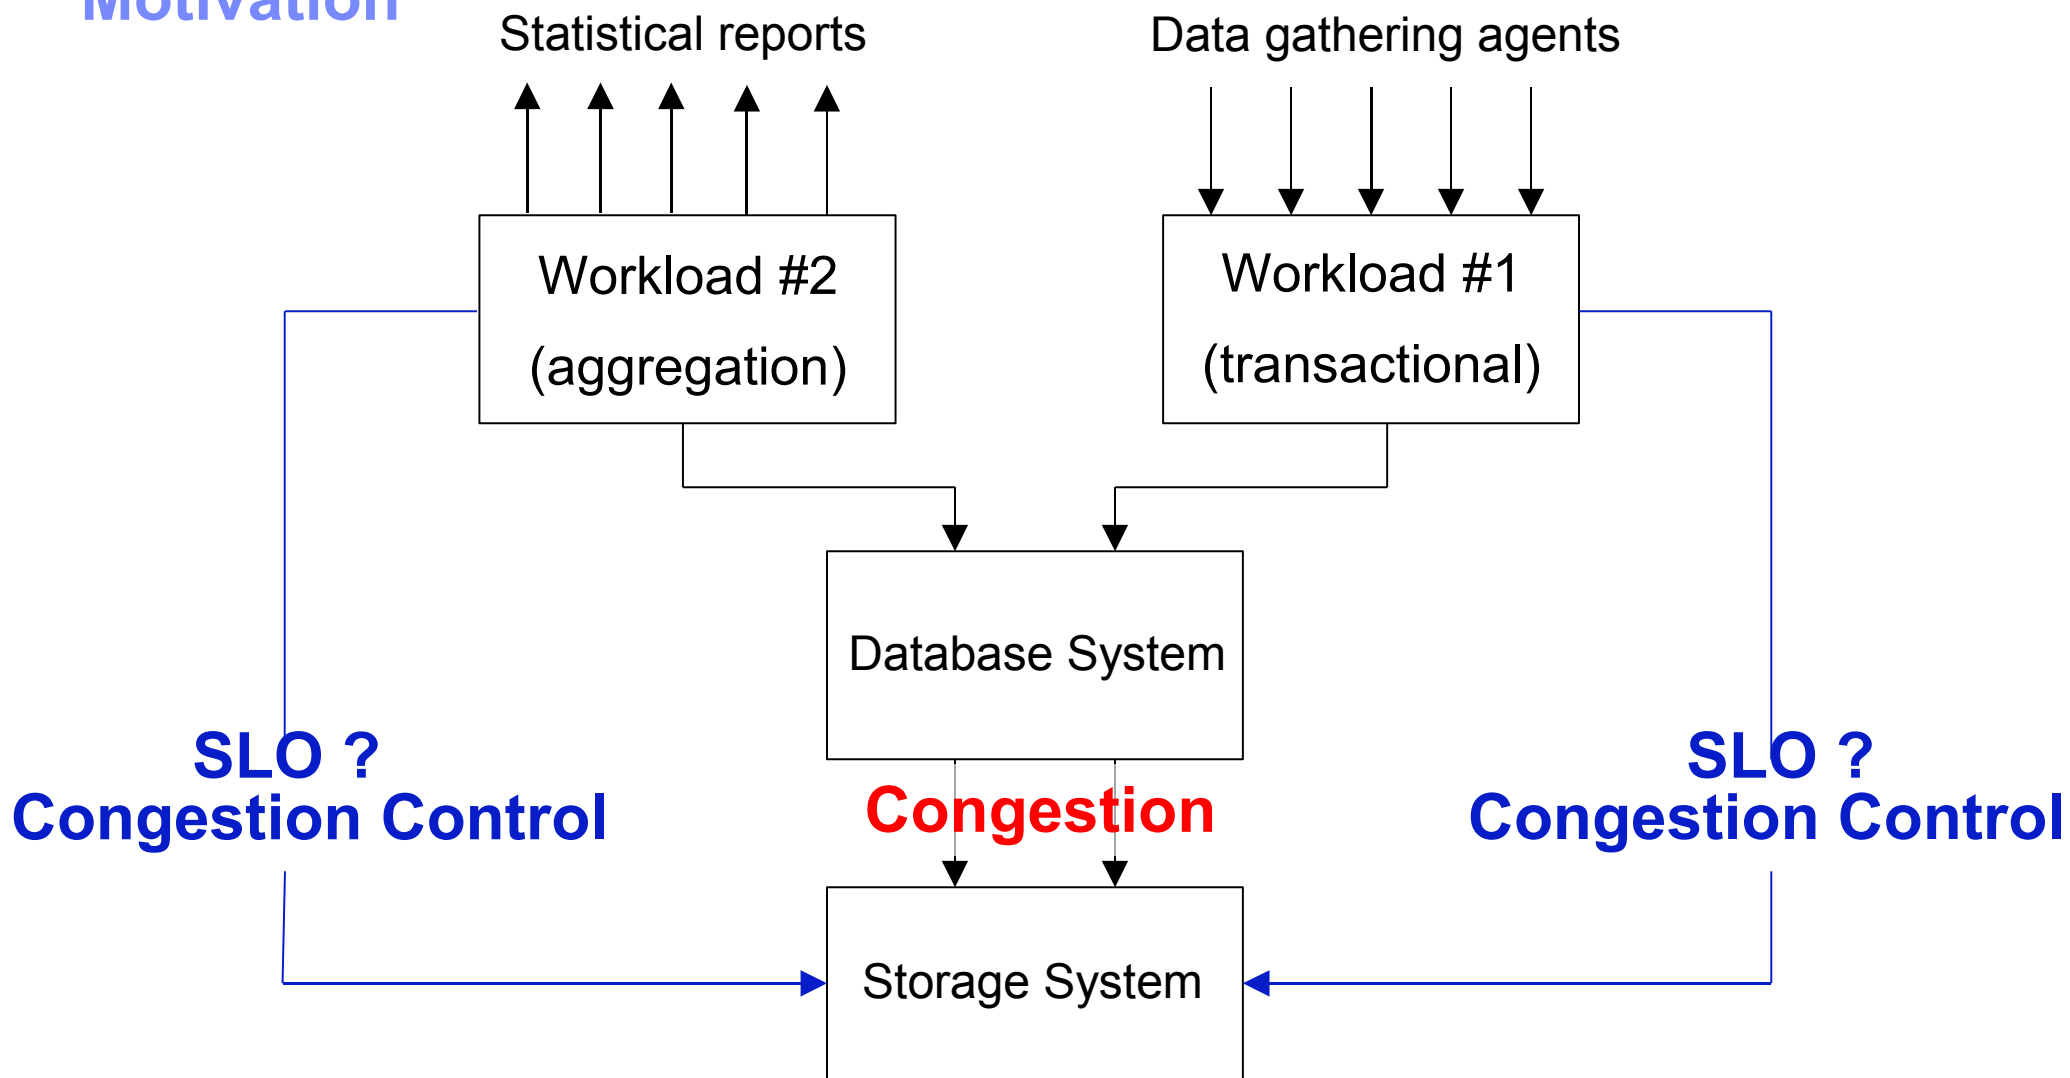 Motivation
Statistical reports
Data gathering agents
Workload #2
(aggregation)
Workload #1
(transactional)
Database System
SLO ?
Congestion Control
Congestion
SLO ?
Congestion Control
Storage System